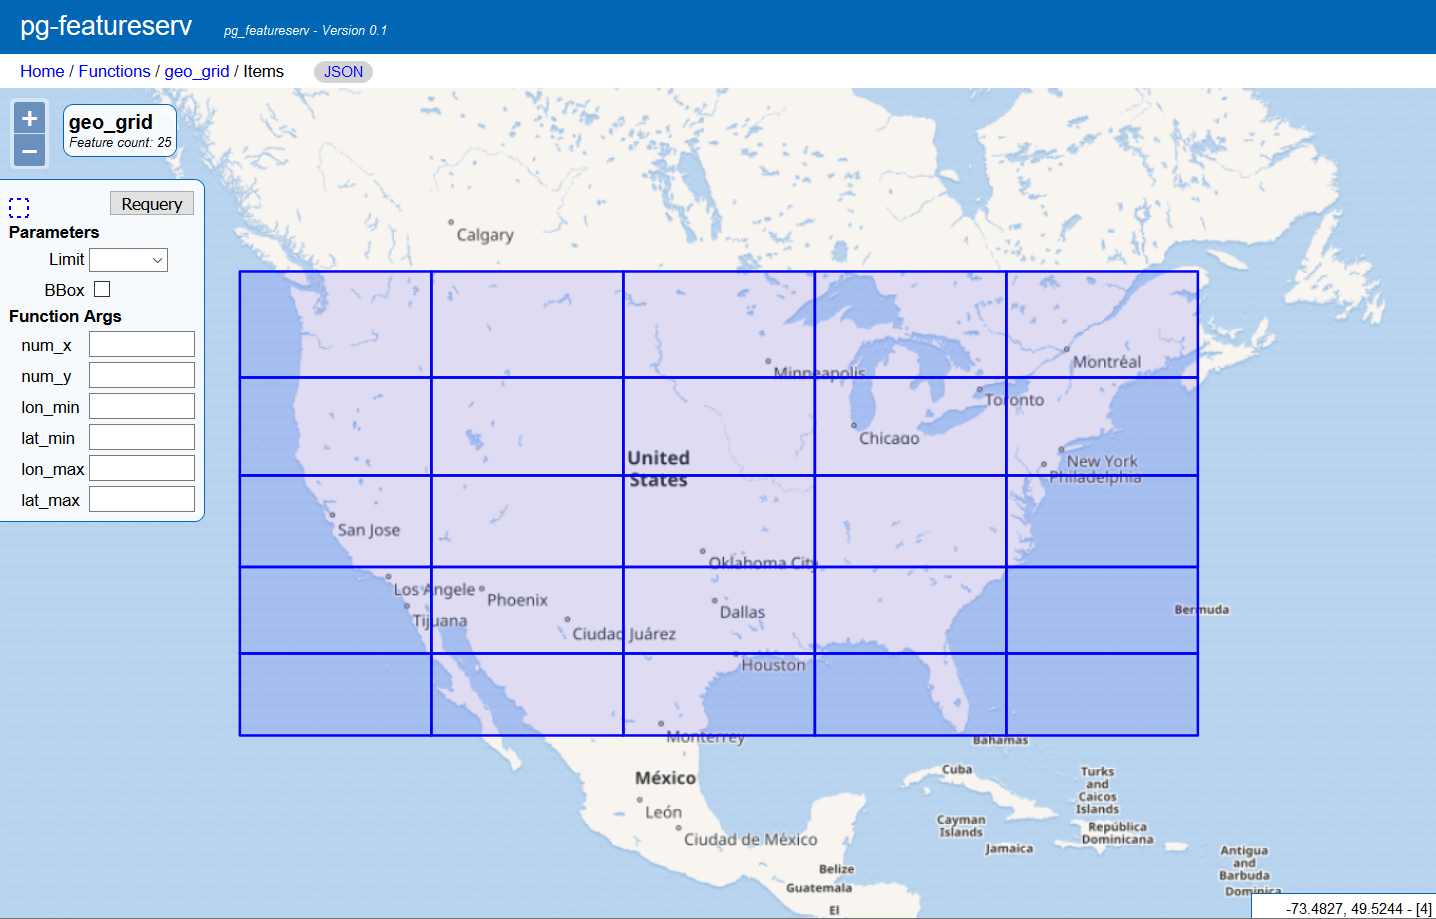 pg-featureserv
pg_featureserv - Version 0.1
Home / Functions / geo_grid / Items
JSON
+
−
geo_grid
Feature count: 25
Requery
Parameters
Limit
BBox
Function Args
num_x
num_y
lon_min
lat_min
lon_max
lat_max
Calgary
Minneapolis
Montréal
Toronto
Chicago
United
States
New York
Philadelphia
San Jose
Oklahoma City
Los Angele
Phoenix
Tijuana
Dallas
Ciudad Juárez
Bermuda
Houston
Monterrey
Bahamas
México
Cuba
Turks
and
Caicos
Islands
León
Cayman
Islands
República
Dominicana
Ciudad de México
Jamaica
Belize
Guatemala
El
Antigua
and
Barbuda
Dominica
-73.4827, 49.5244 - [4]